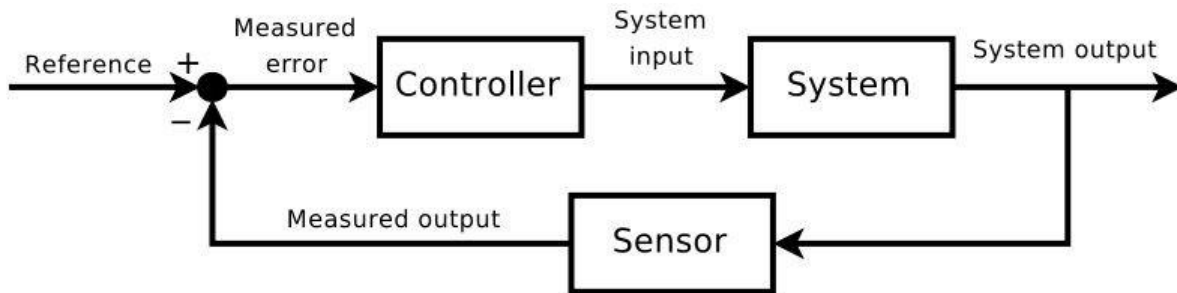 Reference
+
−
Measured
error
Controller
System
input
System
System output
Measured output
Sensor